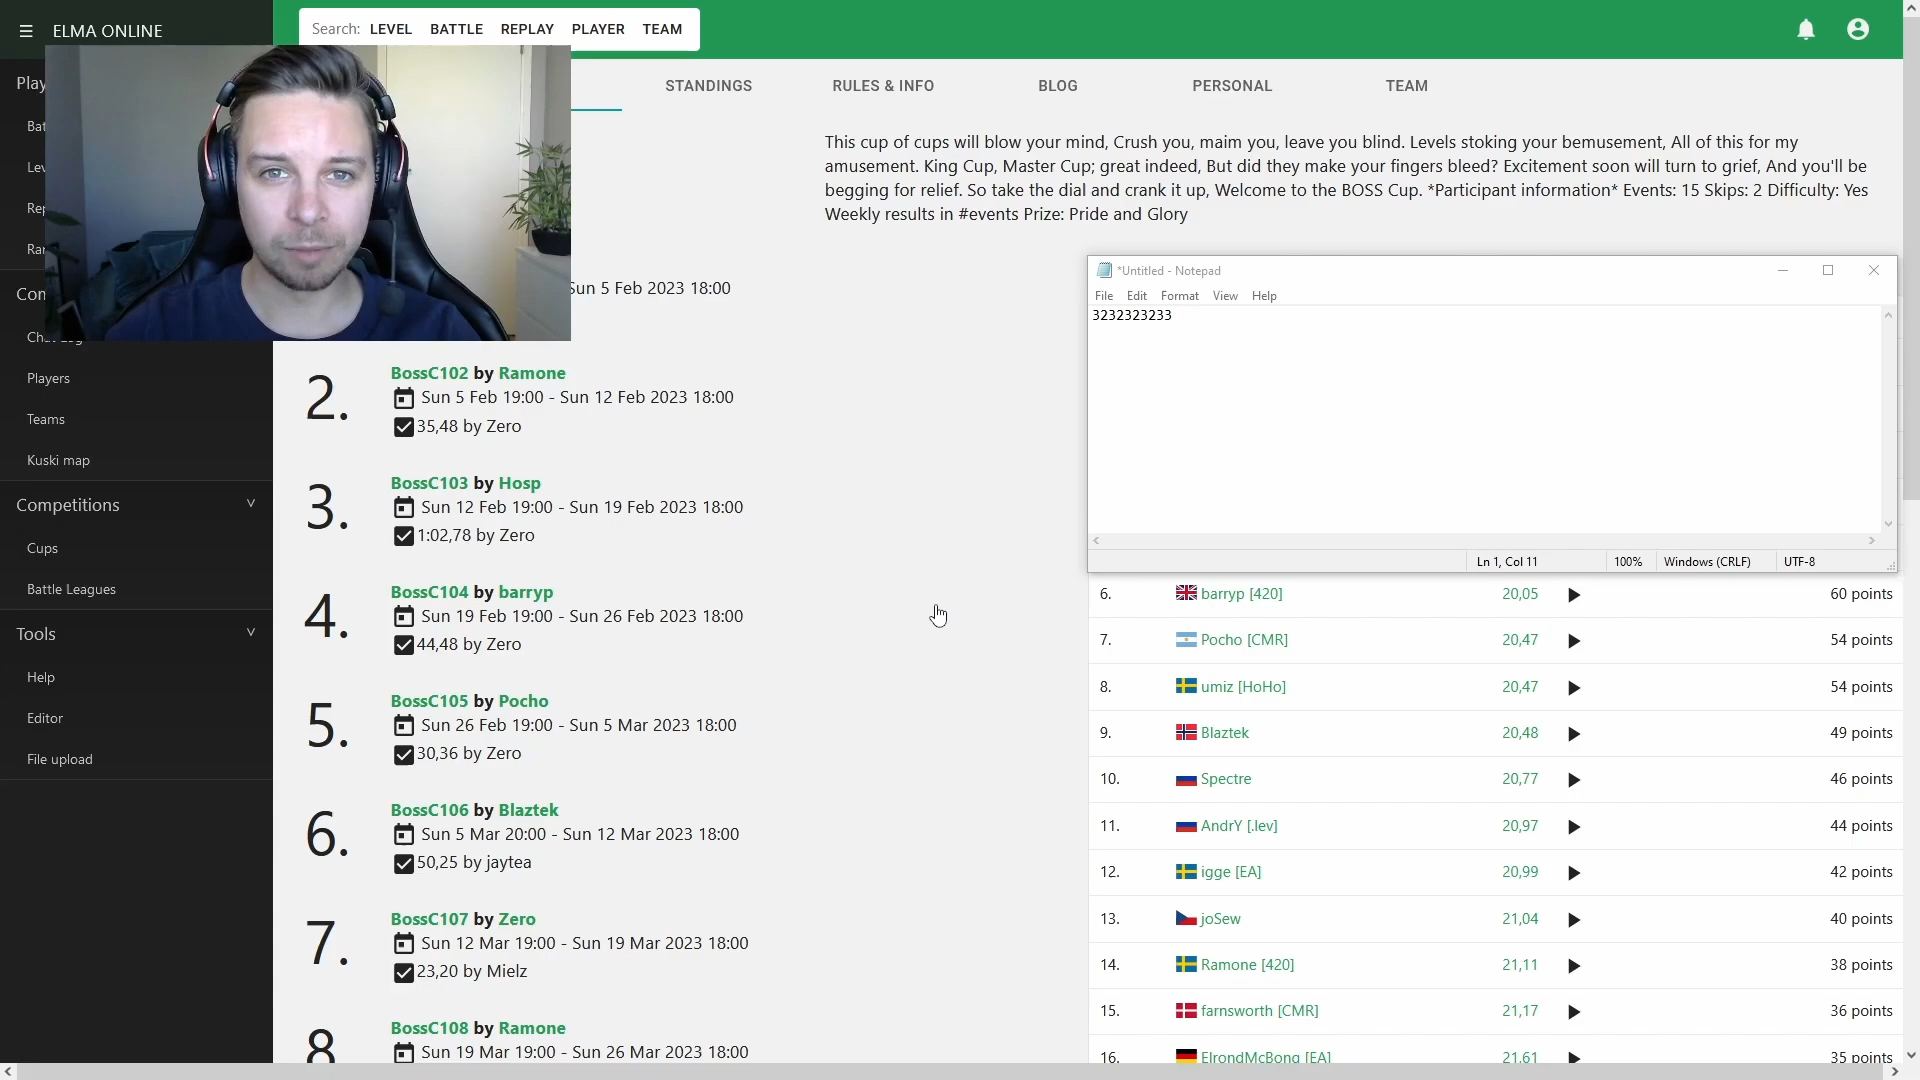 ELMA ONLINE
Search: LEVEL BATTLE REPLAY PLAYER TEAM
STANDINGS RULES & INFO BLOG PERSONAL TEAM
This cup of cups will blow your mind, Crush you, maim you, leave you blind. Levels stoking your bemusement, All of this for my
amusement. King Cup, Master Cup; great indeed, But did they make your fingers bleed? Excitement soon will turn to grief, And you'll be
begging for relief. So take the dial and crank it up, Welcome to the BOSS Cup. *Participant information* Events: 15 Skips: 2 Difficulty: Yes
Weekly results in #events Prize: Pride and Glory
Play
Bat
Lev
Rep
Ran
Con
Players
Teams
Kuski map
Competitions
Cups
Battle Leagues
Tools
Help
Editor
File upload
Sun 5 Feb 2023 18:00
2.
BossC102 by Ramone
Sun 5 Feb 19:00 - Sun 12 Feb 2023 18:00
35,48 by Zero
3.
BossC103 by Hosp
Sun 12 Feb 19:00 - Sun 19 Feb 2023 18:00
1:02,78 by Zero
4.
BossC104 by barryp
Sun 19 Feb 19:00 - Sun 26 Feb 2023 18:00
44,48 by Zero
5.
BossC105 by Pocho
Sun 26 Feb 19:00 - Sun 5 Mar 2023 18:00
30,36 by Zero
6.
BossC106 by Blaztek
Sun 5 Mar 20:00 - Sun 12 Mar 2023 18:00
50,25 by jaytea
7.
BossC107 by Zero
Sun 12 Mar 19:00 - Sun 19 Mar 2023 18:00
23,20 by Mielz
8
BossC108 by Ramone
Sun 19 Mar 19:00 - Sun 26 Mar 2023 18:00
*Untitled - Notepad
File Edit Format View Help
3232323233
Ln 1, Col 11 100% Windows (CRLF) UTF-8
6. barryp [420] 20,05 60 points
7. Pocho [CMR] 20,47 54 points
8. umiz [HoHo] 20,47 54 points
9. Blaztek 20,48 49 points
10. Spectre 20,77 46 points
11. AndrY [.lev] 20,97 44 points
12. igge [EA] 20,99 42 points
13. joSew 21,04 40 points
14. Ramone [420] 21,11 38 points
15. farnsworth [CMR] 21,17 36 points
16. ElrondMcBong [EA] 21,61 35 points